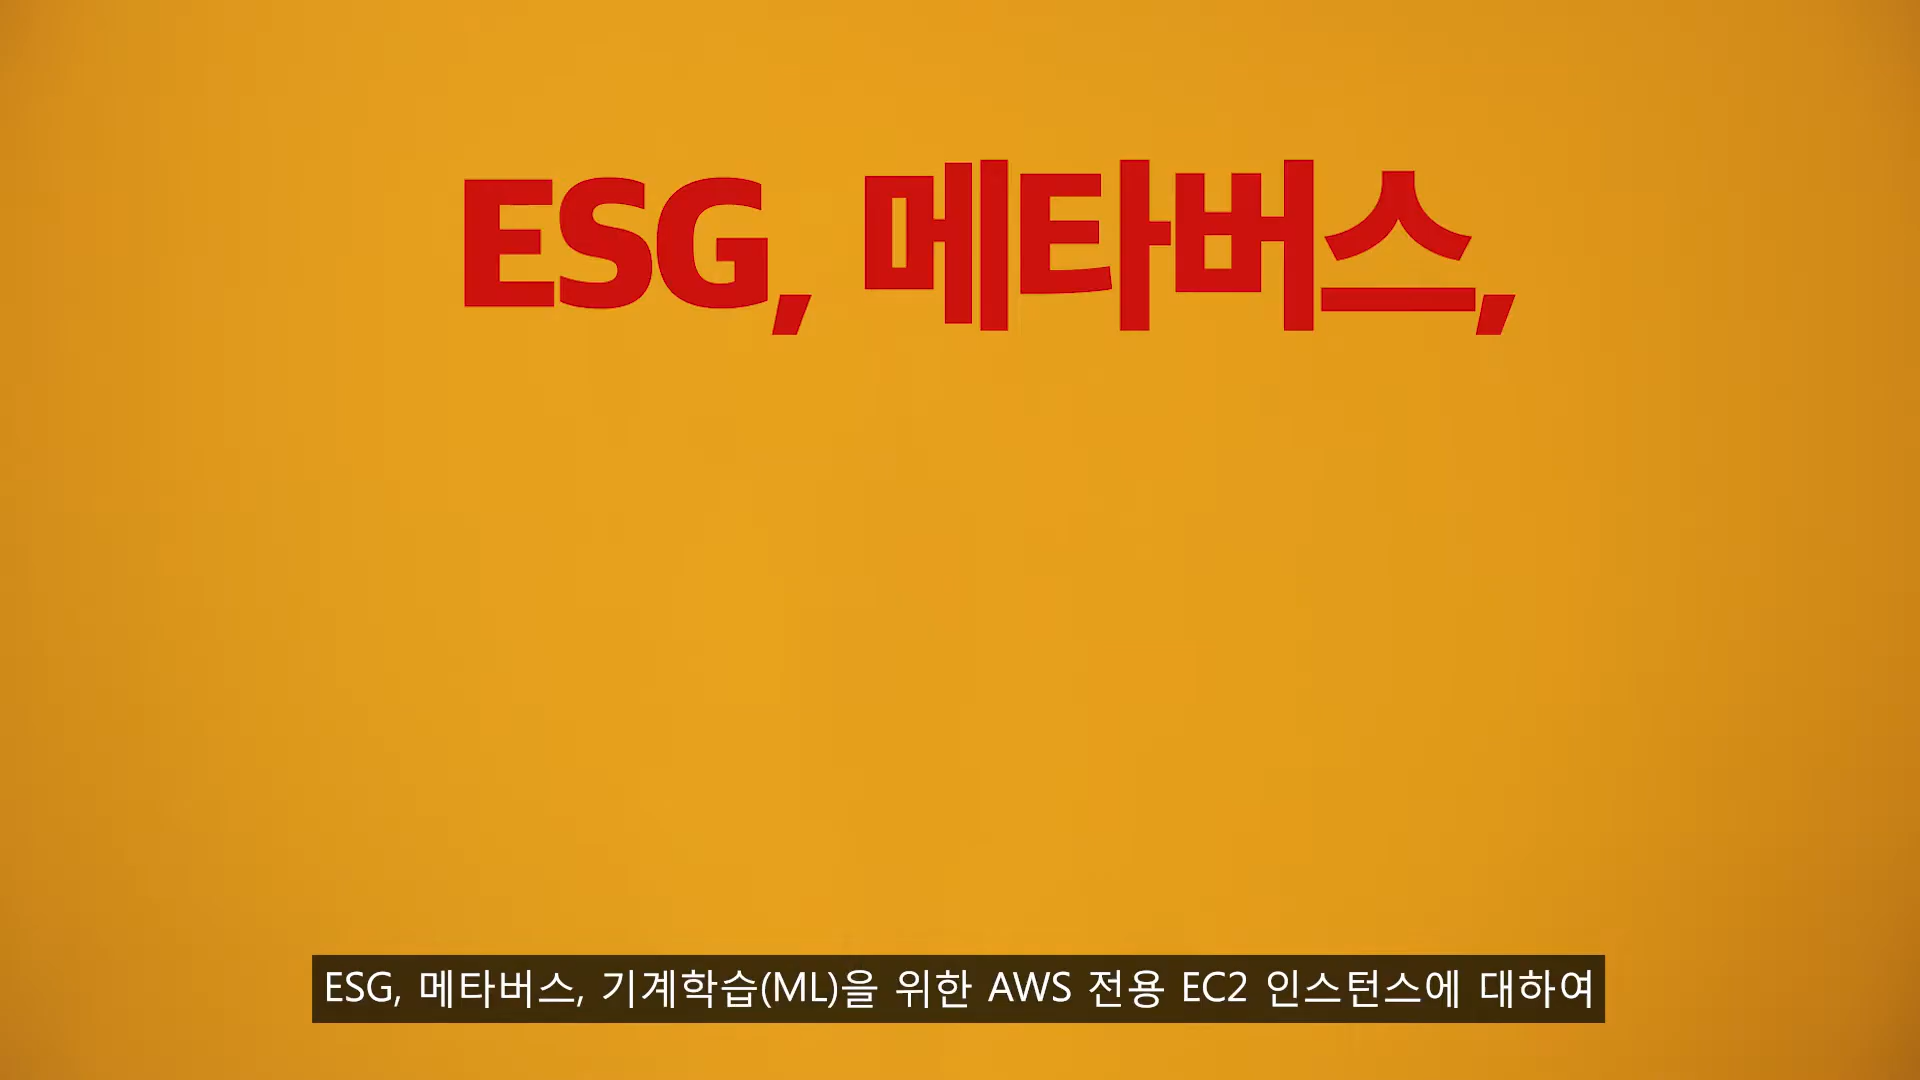 ESG, 메타버스,
ESG, 메타버스, 기계학습(ML)을 위한 AWS 전용 EC2 인스턴스에 대하여